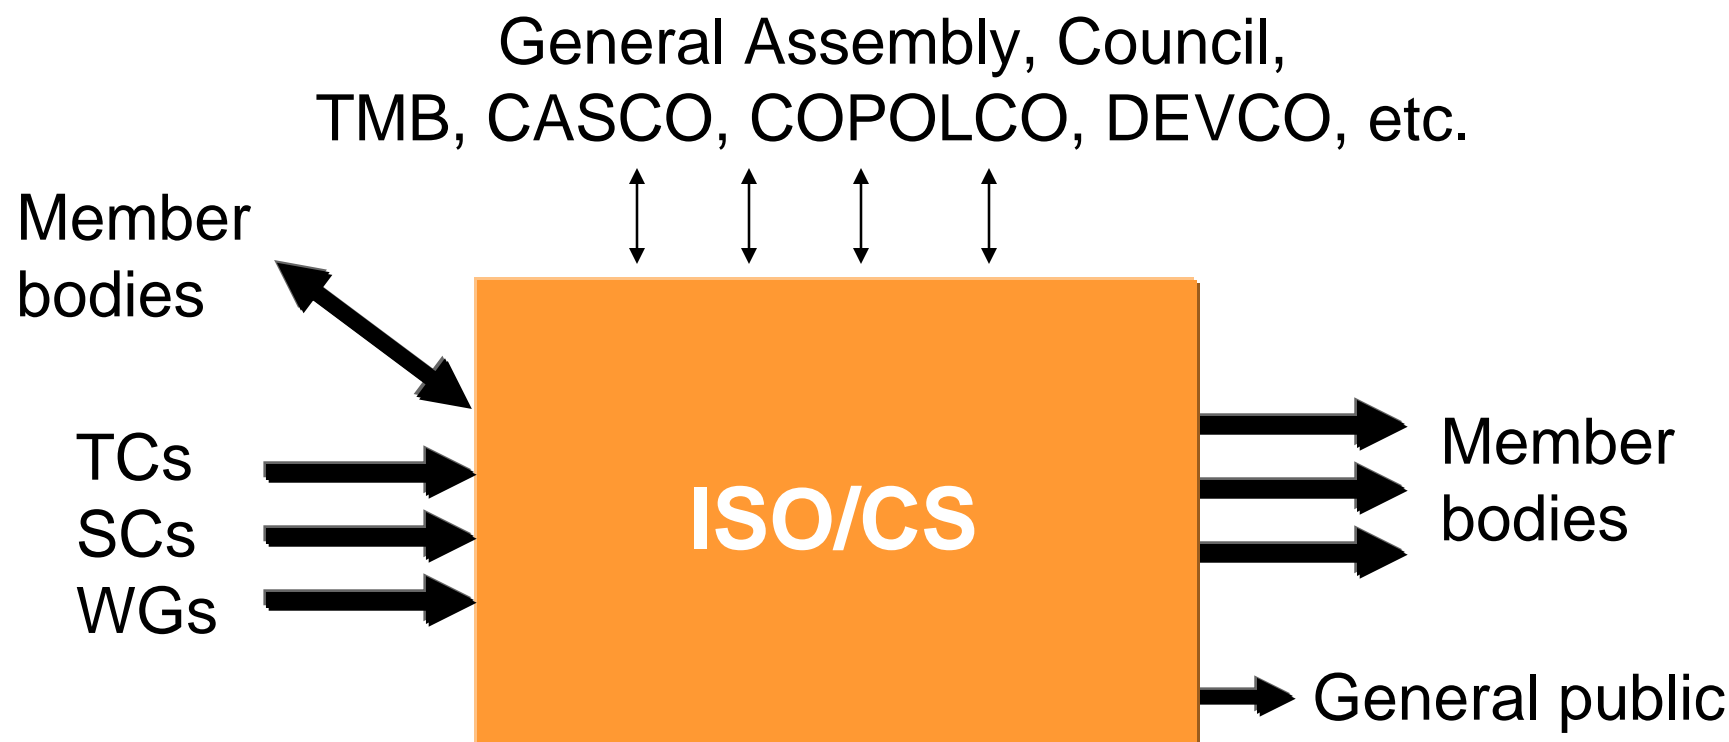 General Assembly, Council,
TMB, CASCO, COPOLCO, DEVCO, etc.
Member
bodies
TCs
SCs
WGs
ISO/CS
Member
bodies
General public